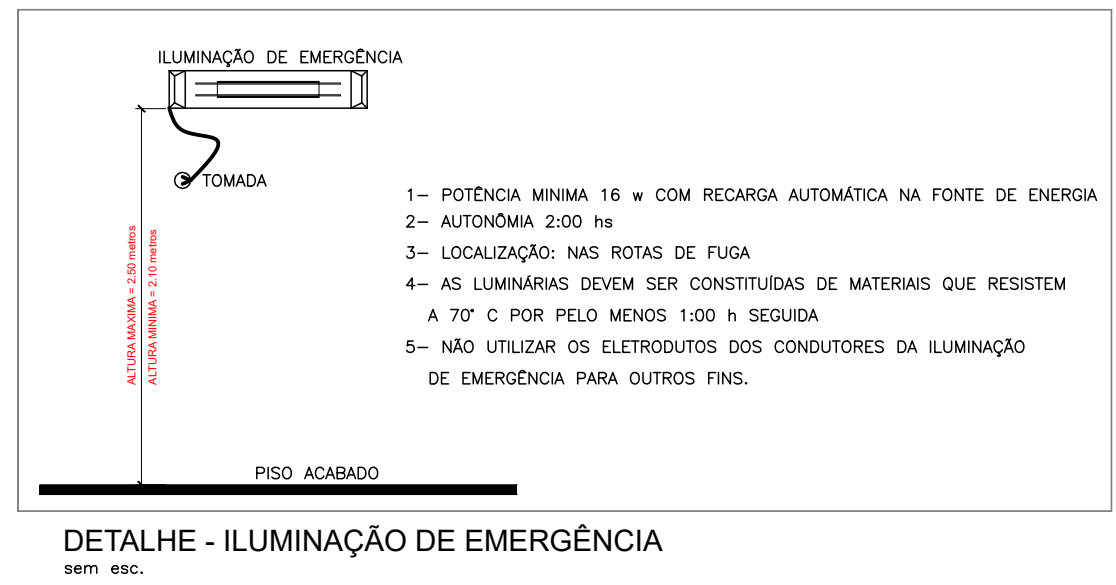 ILUMINAÇÃO DE EMERGÊNCIA
TOMADA
ALTURA MAXIMA = 2.50 metros
ALTURA MINIMA = 2.10 metros
1- POTÊNCIA MINIMA 16 w COM RECARGA AUTOMÁTICA NA FONTE DE ENERGIA
2- AUTONÔMIA 2:00 hs
3- LOCALIZAÇÃO: NAS ROTAS DE FUGA
4- AS LUMINÁRIAS DEVEM SER CONSTITUÍDAS DE MATERIAIS QUE RESISTEM
A 70° C POR PELO MENOS 1:00 h SEGUIDA
5- NÃO UTILIZAR OS ELETRODUTOS DOS CONDUTORES DA ILUMINAÇÃO
DE EMERGÊNCIA PARA OUTROS FINS.
PISO ACABADO
DETALHE - ILUMINAÇÃO DE EMERGÊNCIA
sem esc.